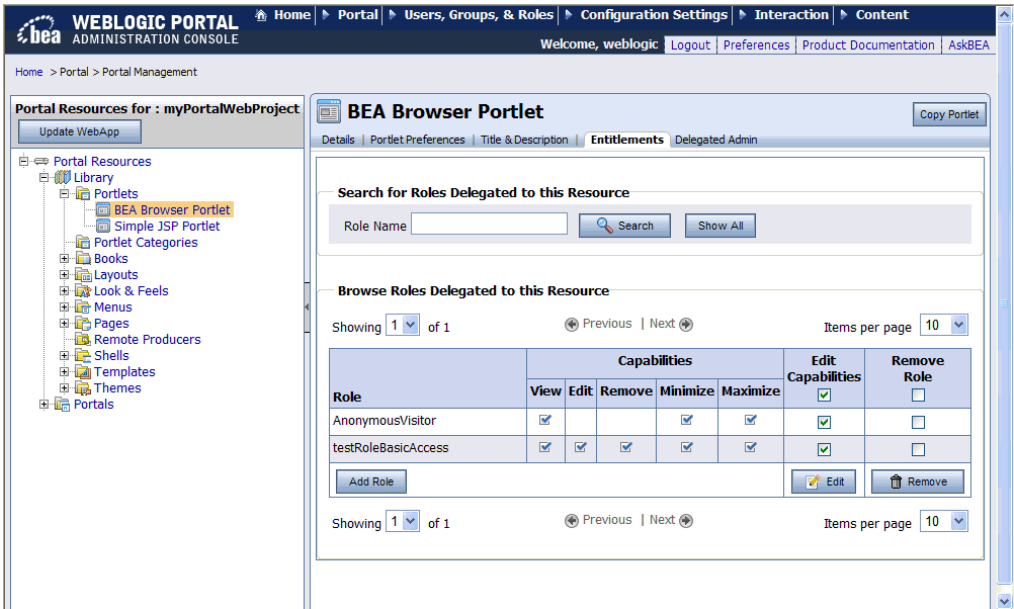 bea WEBLOGIC PORTAL
ADMINISTRATION CONSOLE
Home | Portal | Users, Groups, & Roles | Configuration Settings | Interaction | Content
Welcome, weblogic Logout | Preferences | Product Documentation | AskBEA
Home > Portal > Portal Management
Portal Resources for : myPortalWebProject
Update WebApp
Portal Resources
Library
Portlets
BEA Browser Portlet
Simple JSP Portlet
Portlet Categories
Books
Layouts
Look & Feels
Menus
Pages
Remote Producers
Shells
Templates
Themes
Portals
BEA Browser Portlet
Copy Portlet
Details | Portlet Preferences | Title & Description | Entitlements Delegated Admin
Search for Roles Delegated to this Resource
Role Name Search Show All
Browse Roles Delegated to this Resource
Showing 1 of 1 Previous | Next Items per page 10
Role Capabilities Edit Capabilities Remove Role
View Edit Remove Minimize Maximize
AnonymousVisitor
testRoleBasicAccess
Add Role Edit Remove
Showing 1 of 1 Previous | Next Items per page 10